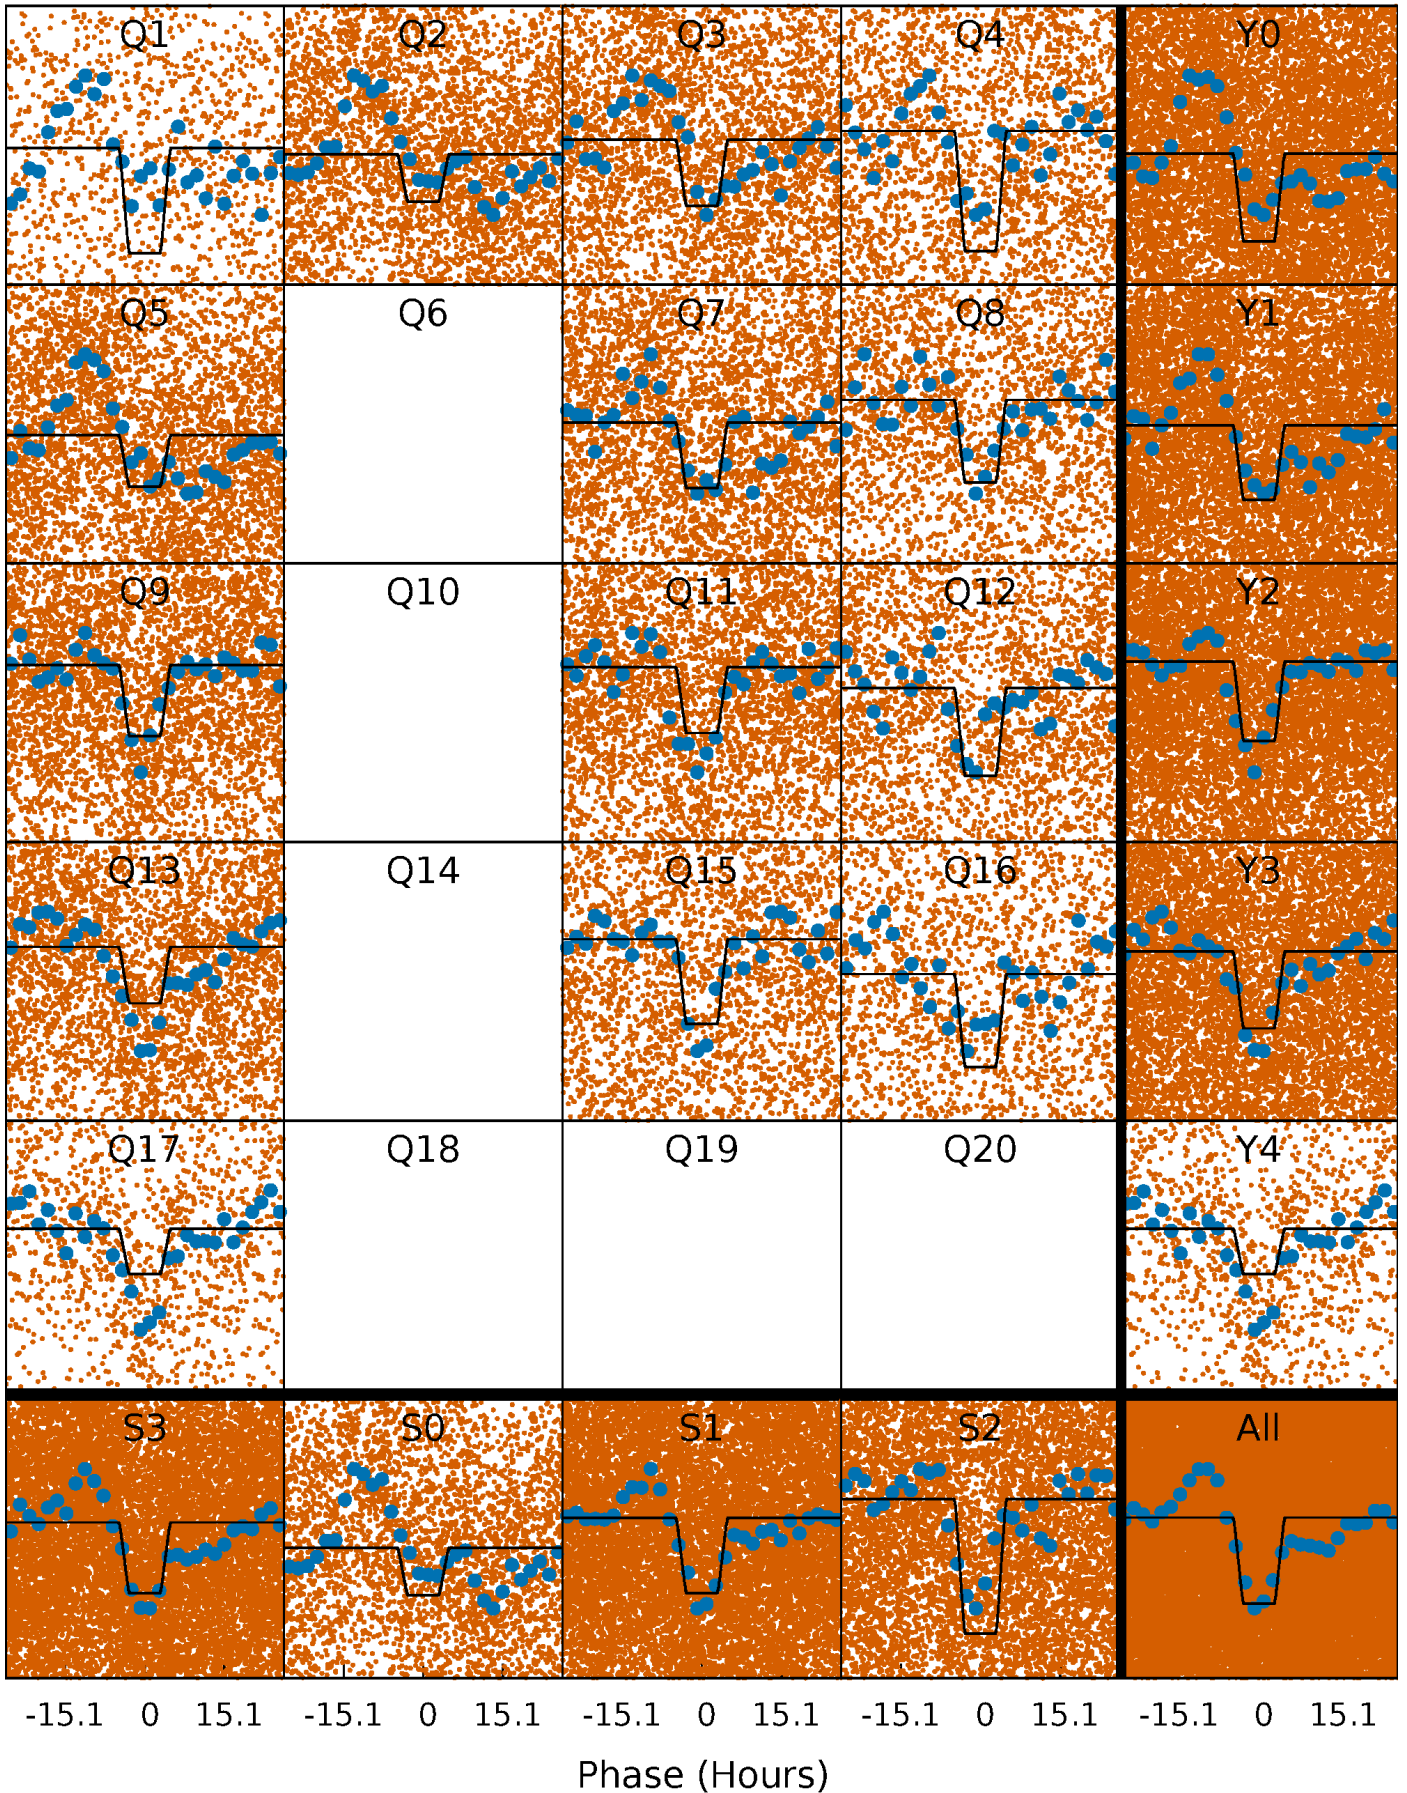 Q1 Q2 Q3 Q4 Y0
Q5 Q6 Q7 Q8 Y1
Q9 Q10 Q11 Q12 Y2
Q13 Q14 Q15 Q16 Y3
Q17 Q18 Q19 Q20 Y4
S3 S0 S1 S2 All
-15.1 0 15.1 -15.1 0 15.1 -15.1 0 15.1 -15.1 0 15.1 -15.1 0 15.1
Phase (Hours)